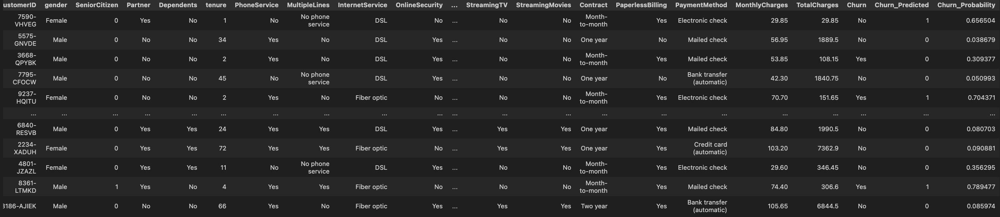 ustomerID gender SeniorCitizen Partner Dependents tenure PhoneService MultipleLines InternetService OnlineSecurity ... StreamingTV StreamingMovies Contract PaperlessBilling PaymentMethod MonthlyCharges TotalCharges Churn Churn_Predicted Churn_Probability
7590-VHVEG Female 0 Yes No 1 No No phone service DSL No ... No No Month-to-month Yes Electronic check 29.85 29.85 No 1 0.656504
5575-GNVDE Male 0 No No 34 Yes No DSL Yes ... No No One year No Mailed check 56.95 1889.5 No 0 0.038679
3668-QPYBK Male 0 No No 2 Yes No DSL Yes ... No No Month-to-month Yes Mailed check 53.85 108.15 Yes 0 0.309377
7795-CFOCW Male 0 No No 45 No No phone service DSL Yes ... No No One year No Bank transfer (automatic) 42.30 1840.75 No 0 0.050993
9237-HQITU Female 0 No No 2 Yes No Fiber optic No ... No No Month-to-month Yes Electronic check 70.70 151.65 Yes 1 0.704371
... ... ... ... ... ... ... ... ... ... ... ... ... ... ... ... ... ... ... ... ...
6840-RESVB Male 0 Yes Yes 24 Yes Yes DSL Yes ... Yes Yes One year Yes Mailed check 84.80 1990.5 No 0 0.080703
2234-XADUH Female 0 Yes Yes 72 Yes Yes Fiber optic No ... Yes Yes One year Yes Credit card (automatic) 103.20 7362.9 No 0 0.090881
4801-JZAZL Female 0 Yes Yes 11 No No phone service DSL Yes ... No No Month-to-month Yes Electronic check 29.60 346.45 No 0 0.356295
8361-LTMKD Male 1 Yes No 4 Yes Yes Fiber optic No ... No No Month-to-month Yes Mailed check 74.40 306.6 Yes 1 0.789477
3186-AJIEK Male 0 No No 66 Yes No Fiber optic Yes ... Yes Yes Two year Yes Bank transfer (automatic) 105.65 6844.5 No 0 0.085974